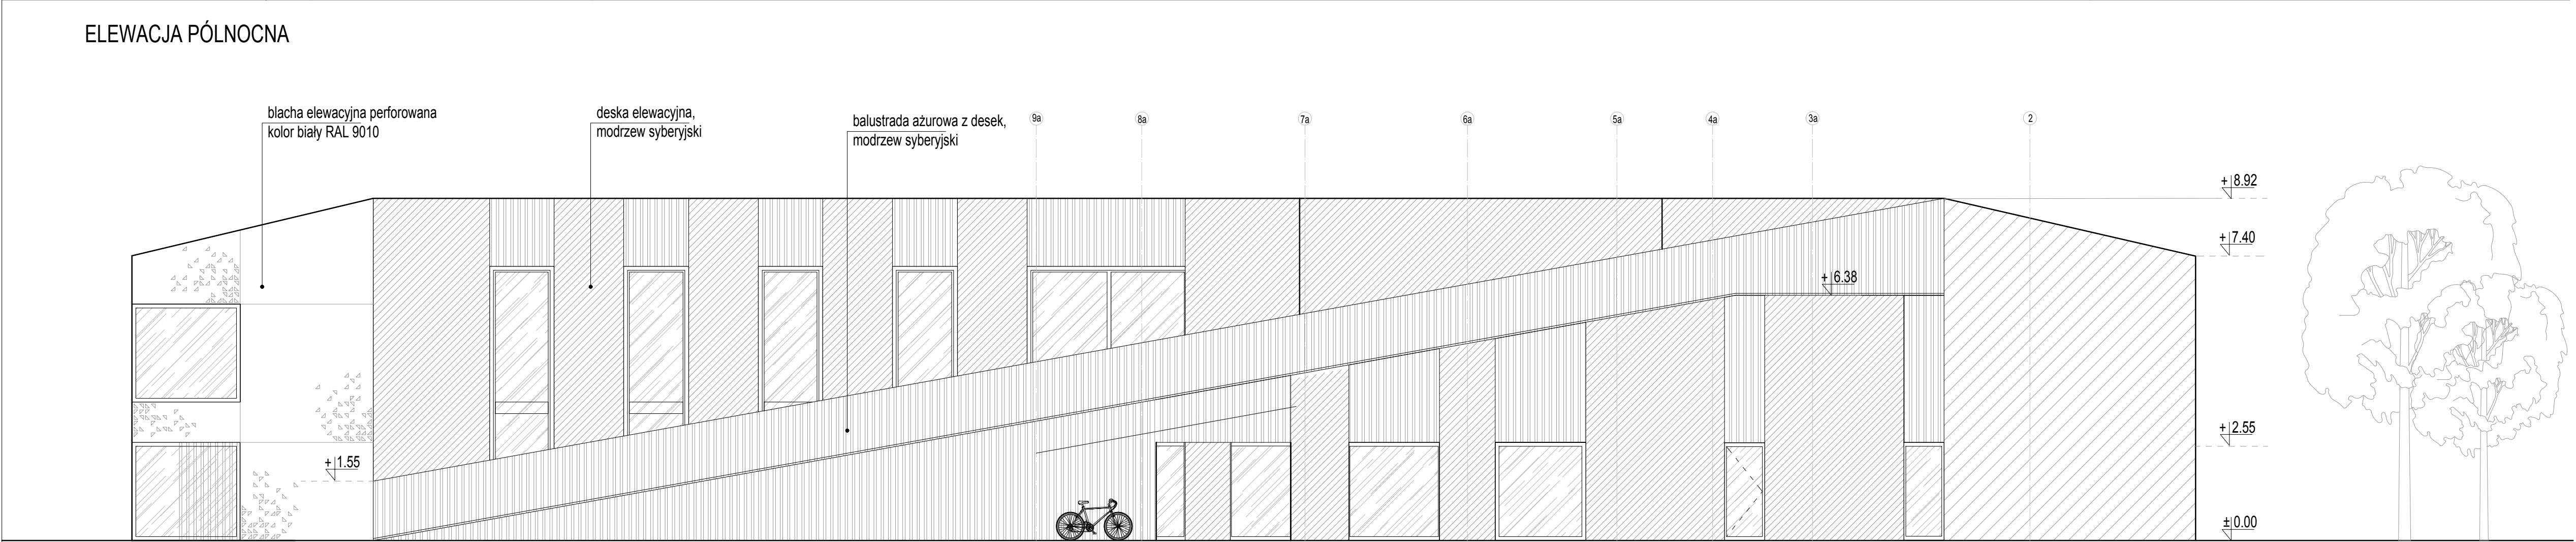 ELEWACJA PÓLNOCNA
blacha elewacyjna perforowana
kolor biały RAL 9010
deska elewacyjna,
modrzew syberyjski
balustrada ażurowa z desek,
modrzew syberyjski
9a
8a
7a
6a
5a
4a
3a
2
+8.92
+7.40
+6.38
+2.55
+1.55
±0.00